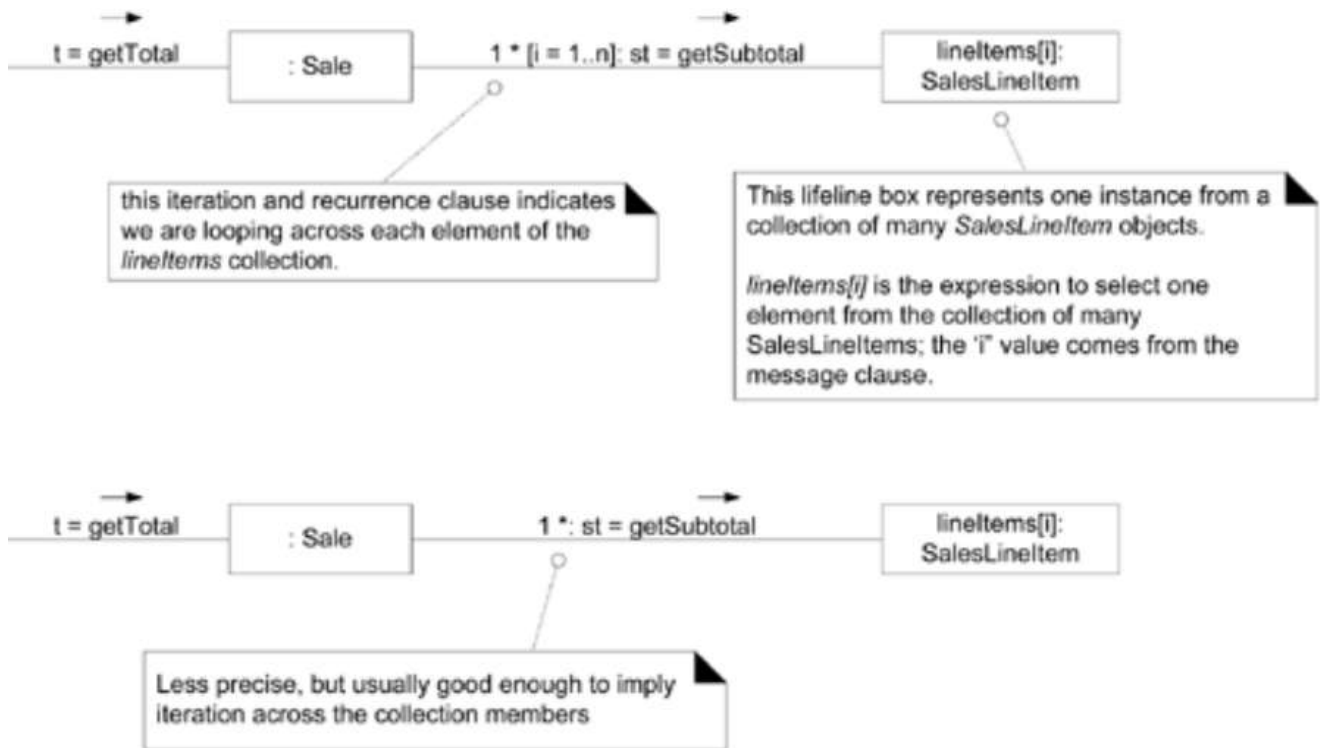 t = getTotal
: Sale
1 * [i = 1..n]: st = getSubtotal
lineItems[i]:
SalesLineItem
this iteration and recurrence clause indicates
we are looping across each element of the
lineItems collection.
This lifeline box represents one instance from a
collection of many SalesLineItem objects.
lineItems[i] is the expression to select one
element from the collection of many
SalesLineItems; the 'i" value comes from the
message clause.
t = getTotal
: Sale
1 *: st = getSubtotal
lineItems[i]:
SalesLineItem
Less precise, but usually good enough to imply
iteration across the collection members